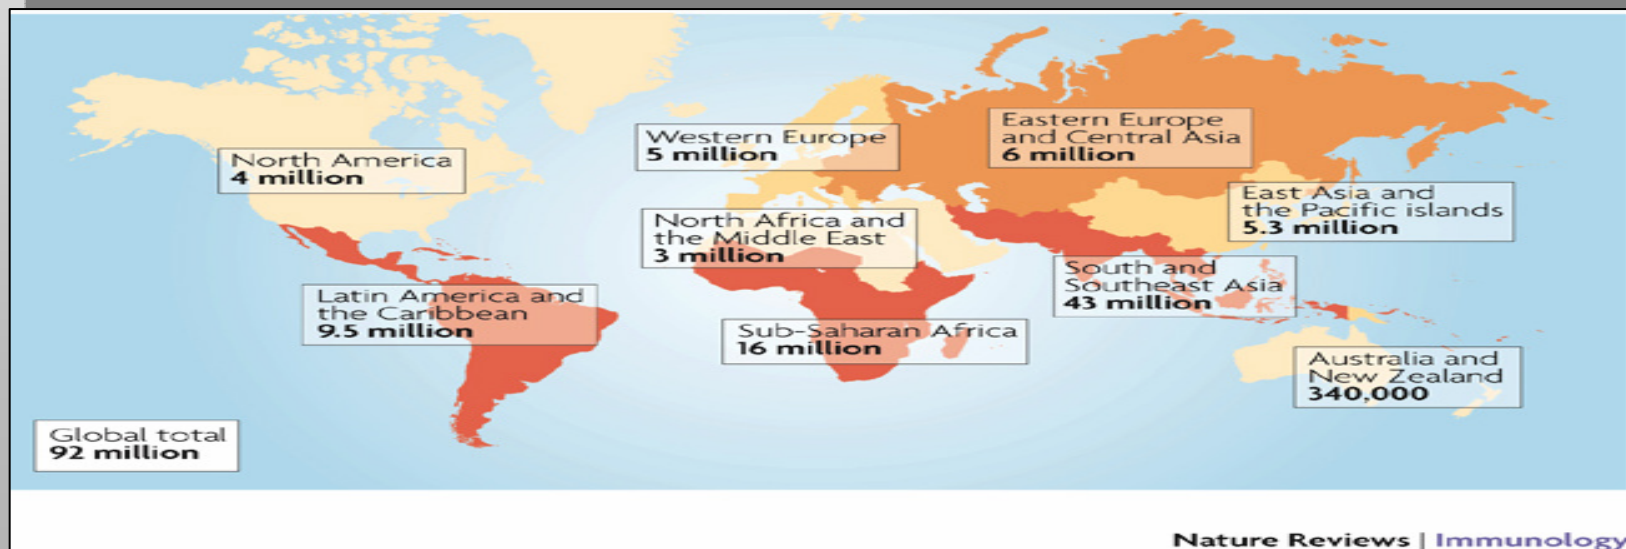 North America
4 million
Western Europe
5 million
Eastern Europe
and Central Asia
6 million
North Africa and
the Middle East
3 million
East Asia and
the Pacific islands
5.3 million
Latin America and
the Caribbean
9.5 million
Sub-Saharan Africa
16 million
South and
Southeast Asia
43 million
Australia and
New Zealand
340,000
Global total
92 million
Nature Reviews | Immunology